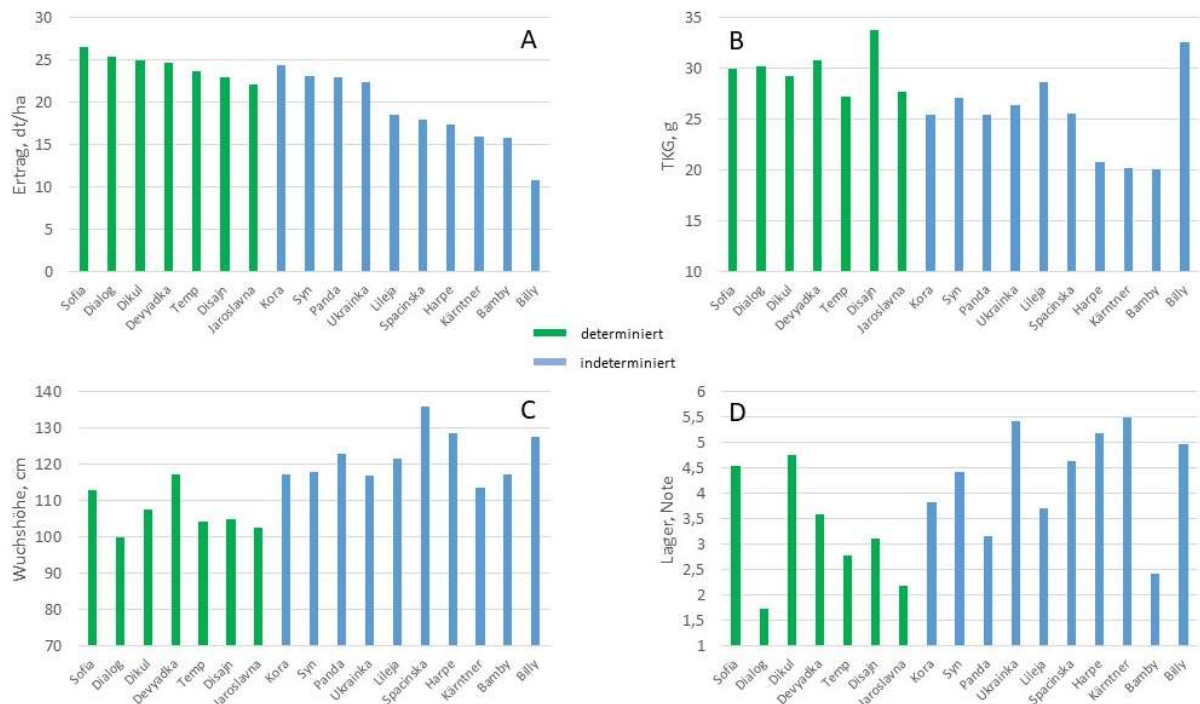 A
Ertrag, dt/ha
30
25
20
15
10
5
0
Sofia
Dialog
Dikul
Devyadka
Temp
Disajn
Jaroslavna
Kora
Syn
Panda
Ukrainka
Lileja
Spacinska
Harpe
Kärntner
Bamby
Billy
B
TKG, g
35
30
25
20
15
10
Sofia
Dialog
Dikul
Devyadka
Temp
Disajn
Jaroslavna
Kora
Syn
Panda
Ukrainka
Lileja
Spacinska
Harpe
Kärntner
Bamby
Billy
determiniert
indeterminiert
C
Wuchshöhe, cm
140
130
120
110
100
90
80
70
Sofia
Dialog
Dikul
Devyadka
Temp
Disajn
Jaroslavna
Kora
Syn
Panda
Ukrainka
Lileja
Spacinska
Harpe
Kärntner
Bamby
Billy
D
Lager, Note
6
5,5
5
4,5
4
3,5
3
2,5
2
1,5
1
Sofia
Dialog
Dikul
Devyadka
Temp
Disajn
Jaroslavna
Kora
Syn
Panda
Ukrainka
Lileja
Spacinska
Harpe
Kärntner
Bamby
Billy